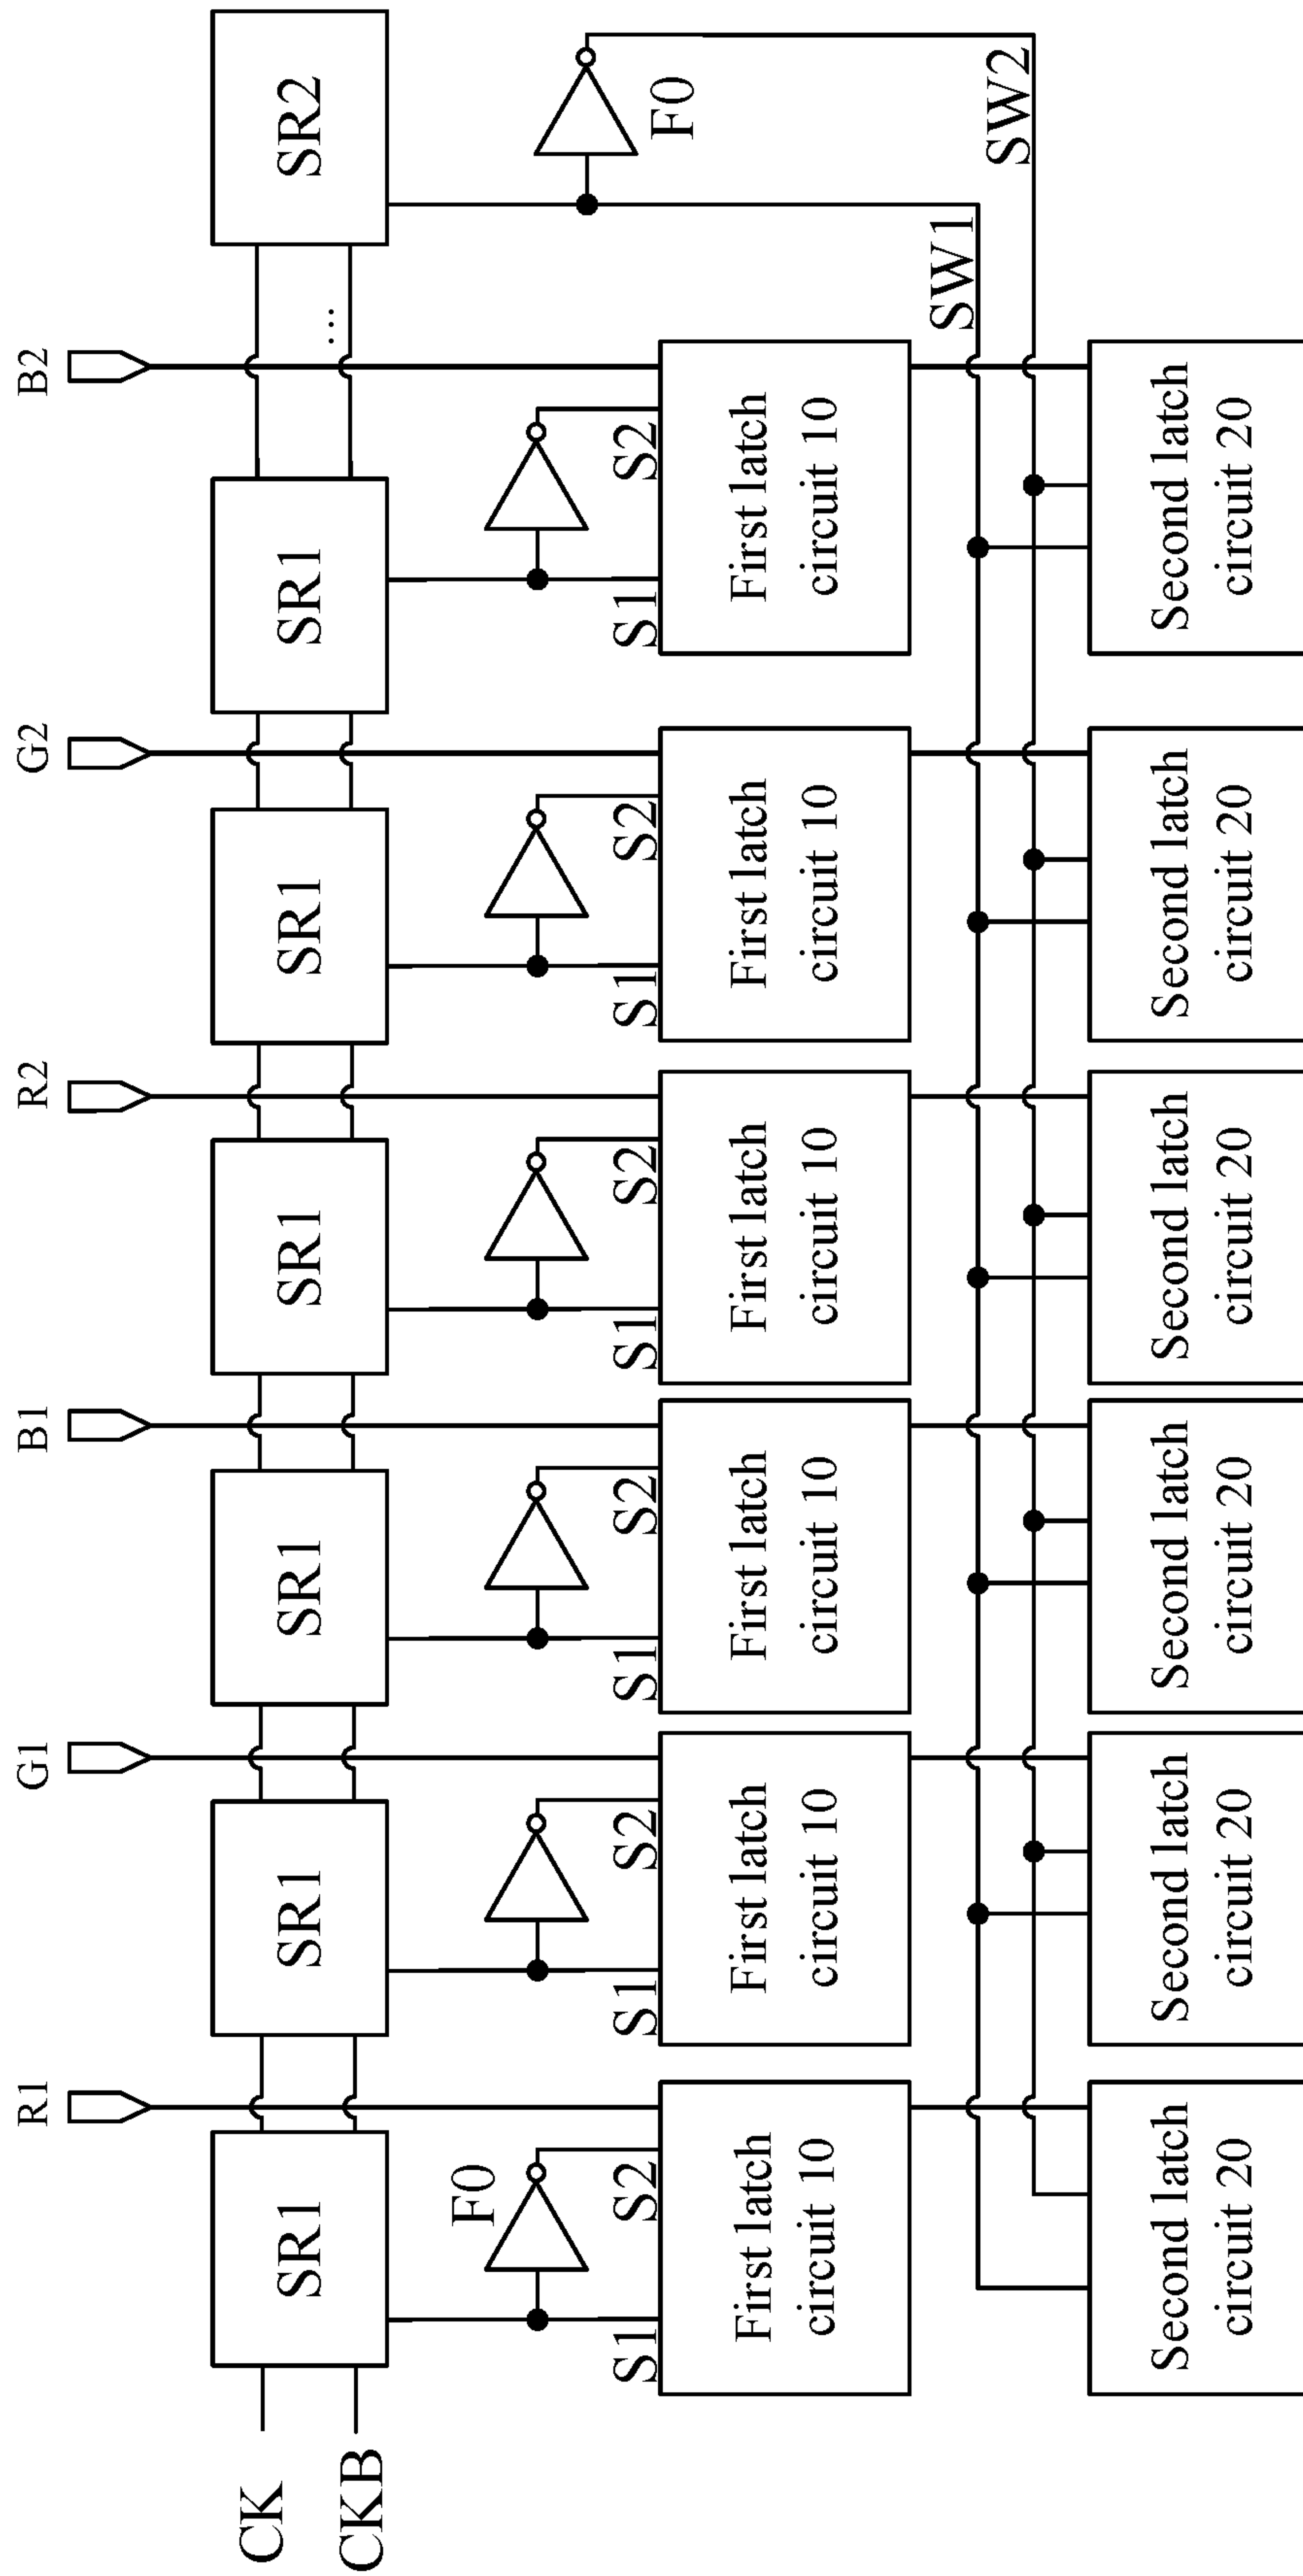 R1
G1
B1
R2
G2
B2
CK
CKB
SR1
SR1
SR1
SR1
SR1
SR1
...
SR2
F0
F0
S1
S2
S1
S2
S1
S2
S1
S2
S1
S2
S1
S2
First latch
circuit 10
First latch
circuit 10
First latch
circuit 10
First latch
circuit 10
First latch
circuit 10
First latch
circuit 10
SW1
SW2
Second latch
circuit 20
Second latch
circuit 20
Second latch
circuit 20
Second latch
circuit 20
Second latch
circuit 20
Second latch
circuit 20